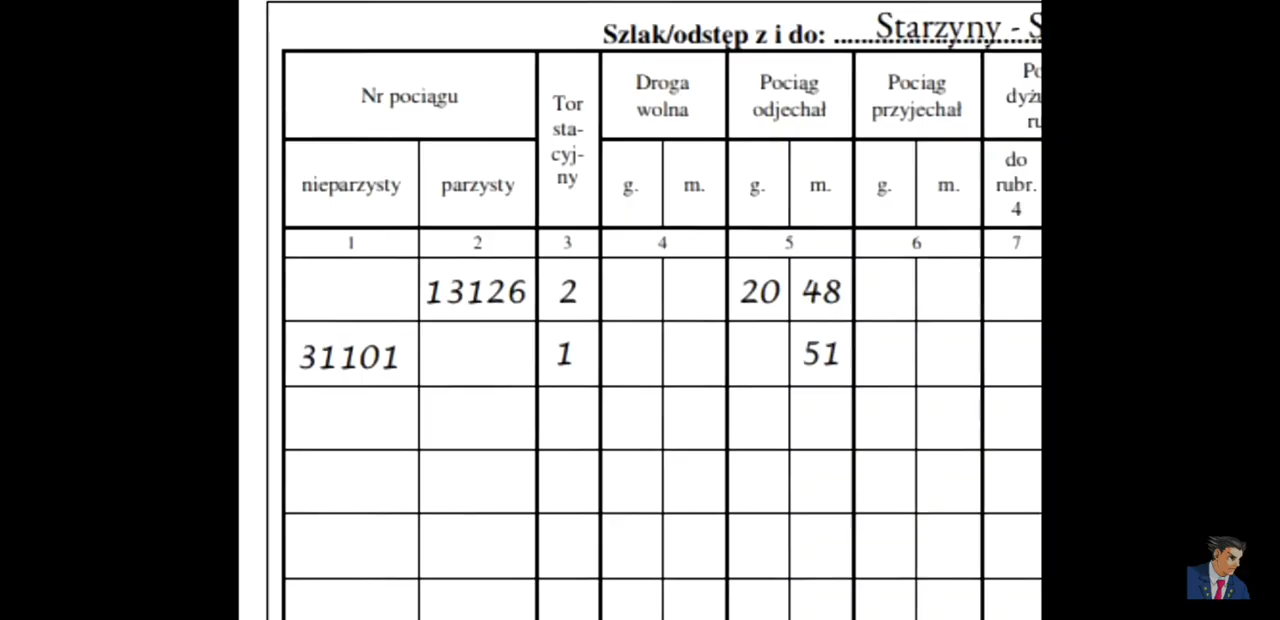 Szlak/odstęp z i do: ......Starzyny - S
Nr pociągu
Tor sta- cyj- ny
Droga wolna
Pociąg odjechał
Pociąg przyjechał
nieparzysty
parzysty
g.
m.
g.
m.
g.
m.
do rubr. 4
1 2 3 4 5 6 7
13126 2 20 48
31101 1 51